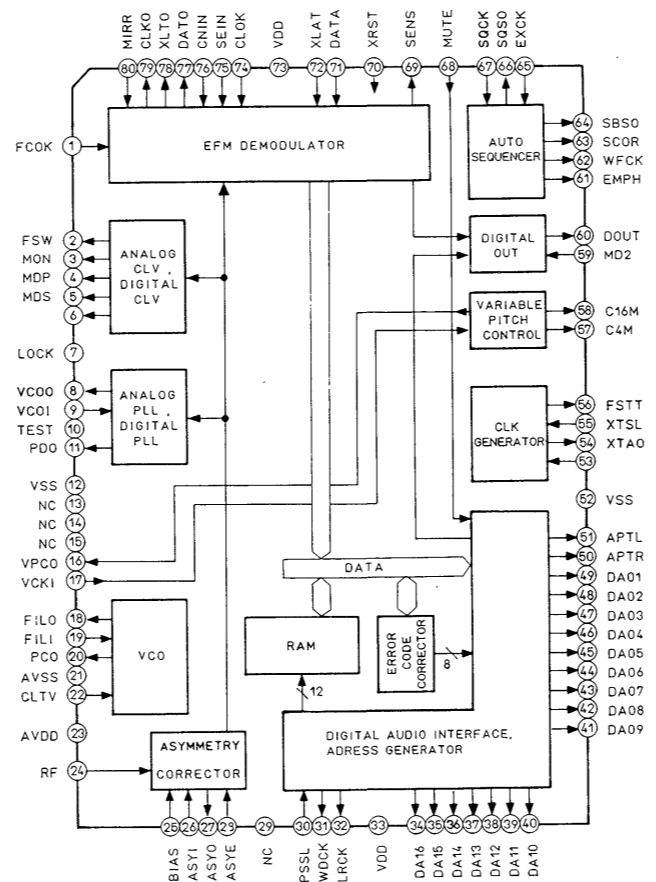 MIRR
CLKO
XLTO
DATO
CNIN
SEIN
CLOK
VDD
XLAT
DATA
XRST
SENS
MUTE
SQCK
SQSO
EXCK
80
79
78
77
76
75
74
73
72
71
70
69
68
67
66
65
FCOK
1
EFM DEMODULATOR
AUTO
SEQUENCER
64
SBSO
63
SCOR
62
WFCK
61
EMPH
FSW
2
MON
3
MDP
4
MDS
5
6
ANALOG
CLV ,
DIGITAL
CLV
DIGITAL
OUT
60
DOUT
59
MD2
VARIABLE
PITCH
CONTROL
58
C16M
57
C4M
LOCK
7
VCOO
8
VCOI
9
TEST
10
PDO
11
ANALOG
PLL ,
DIGITAL
PLL
CLK
GENERATOR
56
FSTT
55
XTSL
54
XTAO
53
VSS
12
NC
13
NC
14
NC
15
VPCO
16
VCKI
17
52
VSS
DATA
51
APTL
50
APTR
49
DA01
48
DA02
47
DA03
46
DA04
45
DA05
44
DA06
43
DA07
42
DA08
41
DA09
FILO
18
FILI
19
PCO
20
AVSS
21
CLTV
22
VCO
RAM
12
ERROR
CODE
CORRECTOR
8
AVDD
23
RF
24
ASYMMETRY
CORRECTOR
DIGITAL AUDIO INTERFACE,
ADRESS GENERATOR
25
26
27
23
29
30
31
32
33
34
35
36
37
38
39
40
BIAS
ASYI
ASYO
ASYE
NC
PSSL
WDCK
LRCK
VDD
DA16
DA15
DA14
DA13
DA12
DA11
DA10